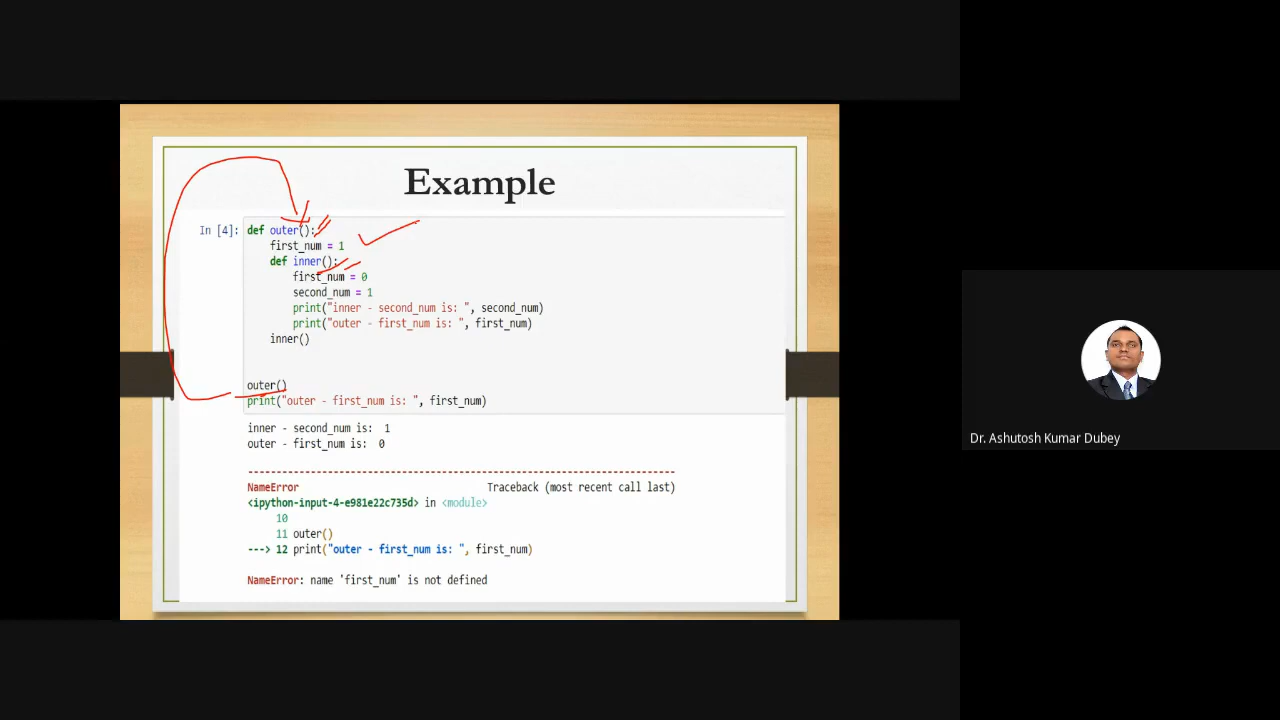 Example
In [4]: def outer():
first_num = 1
def inner():
first_num = 0
second_num = 1
print("inner - second_num is: ", second_num)
print("outer - first_num is: ", first_num)
inner()
outer()
print("outer - first_num is: ", first_num)
inner - second_num is:  1
outer - first_num is:  0
---------------------------------------------------------------------------
NameError Traceback (most recent call last)
<ipython-input-4-e981e22c735d> in <module>
10
11 outer()
---> 12 print("outer - first_num is: ", first_num)
NameError: name 'first_num' is not defined
Dr. Ashutosh Kumar Dubey